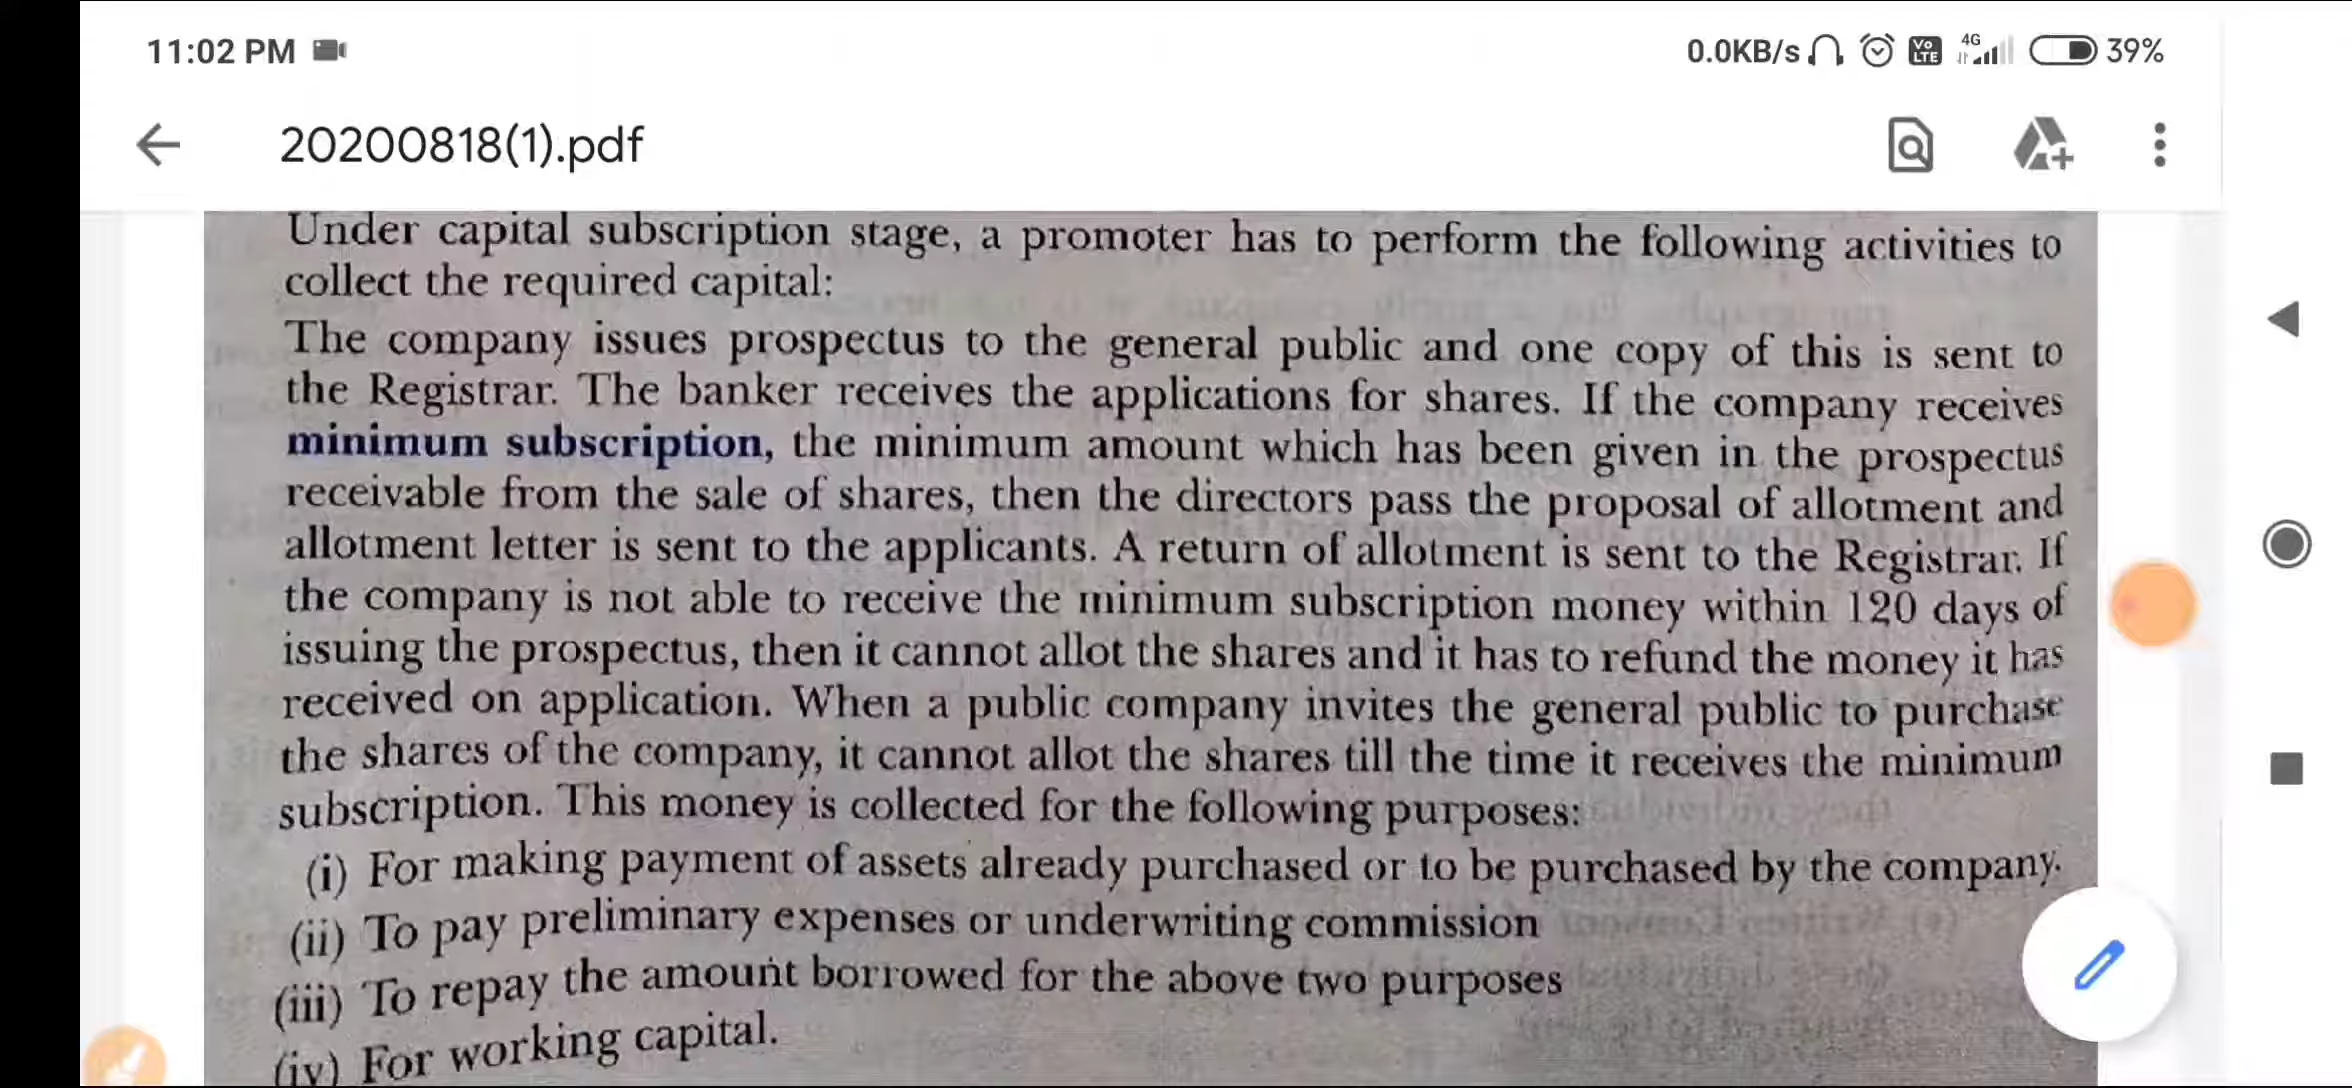 11:02 PM
0.0KB/s Vo LTE 4G 39%
20200818(1).pdf
Under capital subscription stage, a promoter has to perform the following activities to
collect the required capital:
The company issues prospectus to the general public and one copy of this is sent to
the Registrar. The banker receives the applications for shares. If the company receives
minimum subscription, the minimum amount which has been given in the prospectus
receivable from the sale of shares, then the directors pass the proposal of allotment and
allotment letter is sent to the applicants. A return of allotment is sent to the Registrar. If
the company is not able to receive the minimum subscription money within 120 days of
issuing the prospectus, then it cannot allot the shares and it has to refund the money it has
received on application. When a public company invites the general public to purchase
the shares of the company, it cannot allot the shares till the time it receives the minimum
subscription. This money is collected for the following purposes:
(i) For making payment of assets already purchased or to be purchased by the company.
(ii) To pay preliminary expenses or underwriting commission
(iii) To repay the amount borrowed for the above two purposes
(iv) For working capital.